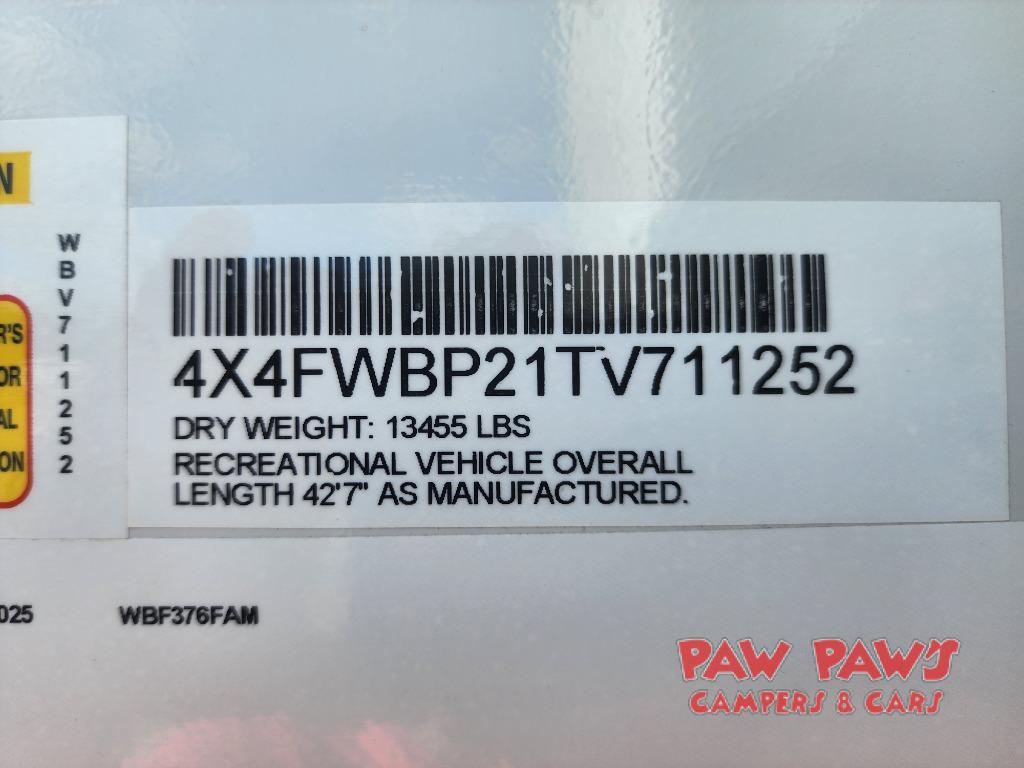 N
W
B
V
7
1
1
2
5
2
R'S
OR
AL
ON
4X4FWBP21TV711252
DRY WEIGHT: 13455 LBS
RECREATIONAL VEHICLE OVERALL
LENGTH 42'7" AS MANUFACTURED.
025 WBF376FAM
PAW PAW'S
CAMPERS & CARS